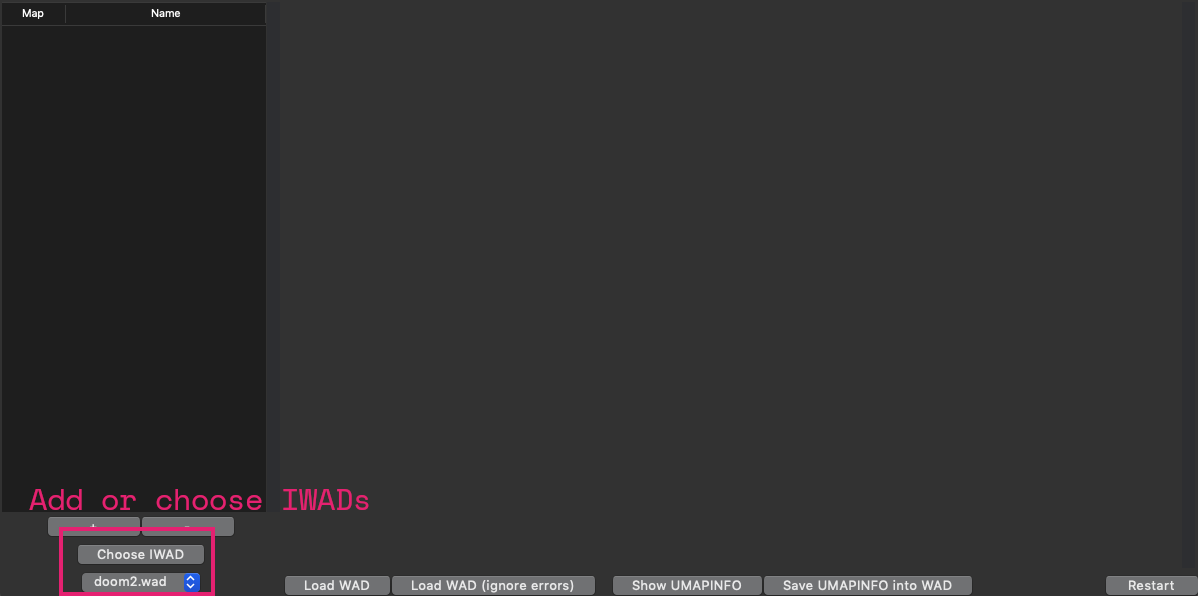 Map Name
Add or choose IWADs
+ -
Choose IWAD
doom2.wad
Load WAD Load WAD (ignore errors) Show UMAPINFO Save UMAPINFO into WAD Restart